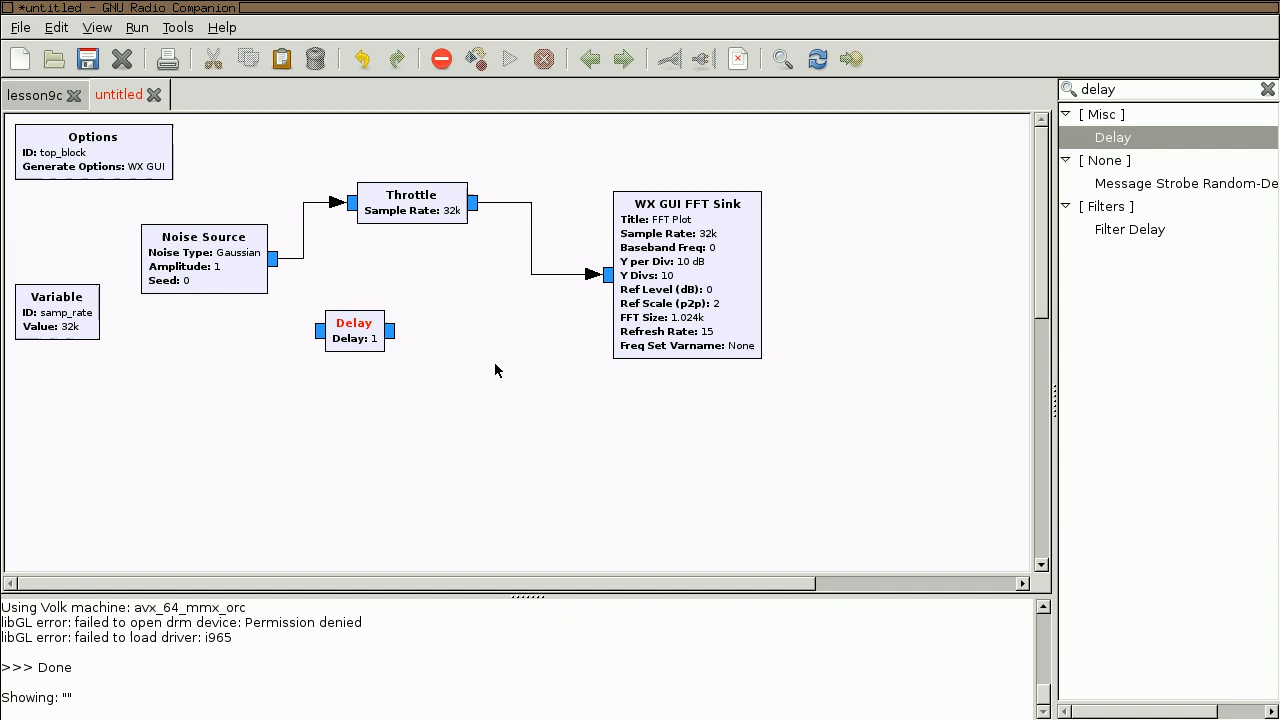 *untitled - GNU Radio Companion
File Edit View Run Tools Help
lesson9c untitled
delay
Options
ID: top_block
Generate Options: WX GUI
Variable
ID: samp_rate
Value: 32k
Noise Source
Noise Type: Gaussian
Amplitude: 1
Seed: 0
Throttle
Sample Rate: 32k
Delay
Delay: 1
WX GUI FFT Sink
Title: FFT Plot
Sample Rate: 32k
Baseband Freq: 0
Y per Div: 10 dB
Y Divs: 10
Ref Level (dB): 0
Ref Scale (p2p): 2
FFT Size: 1.024k
Refresh Rate: 15
Freq Set Varname: None
[ Misc ]
Delay
[ None ]
Message Strobe Random-De
[ Filters ]
Filter Delay
Using Volk machine: avx_64_mmx_orc
libGL error: failed to open drm device: Permission denied
libGL error: failed to load driver: i965
>>> Done
Showing: ""